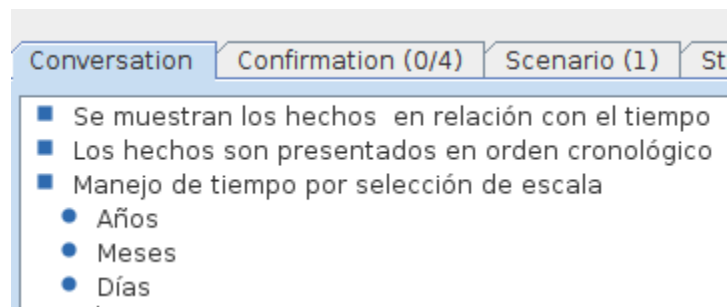 Conversation Confirmation (0/4) Scenario (1) St
Se muestran los hechos en relación con el tiempo
Los hechos son presentados en orden cronológico
Manejo de tiempo por selección de escala
Años
Meses
Días